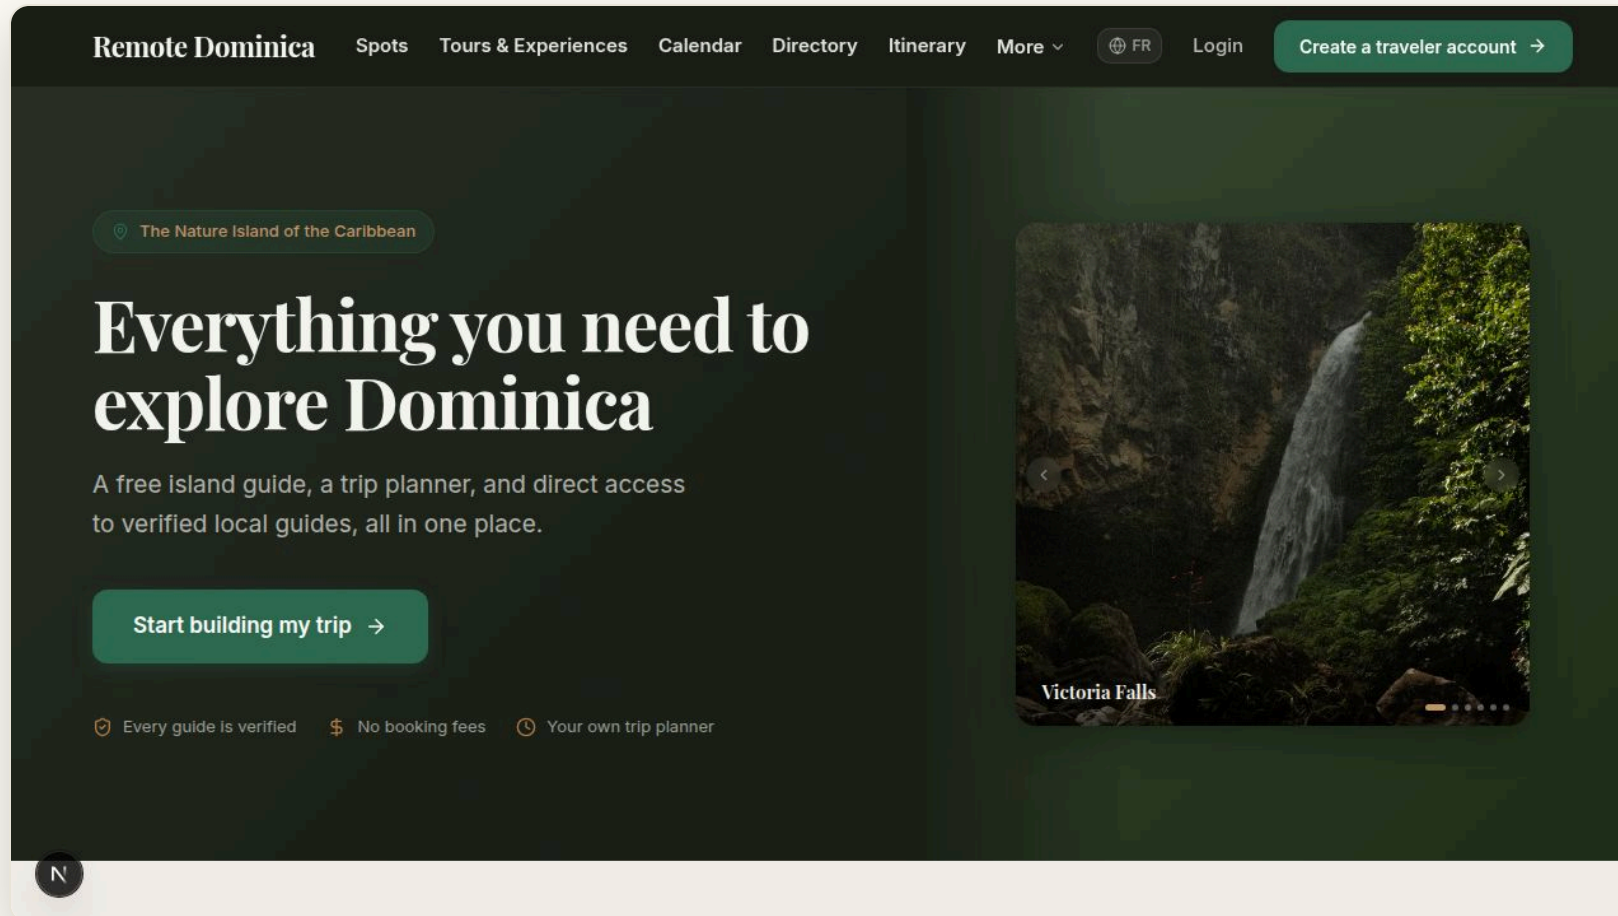 Remote Dominica
Spots
Tours & Experiences
Calendar
Directory
Itinerary
More
FR
Login
Create a traveler account
The Nature Island of the Caribbean
Everything you need to
explore Dominica
A free island guide, a trip planner, and direct access
to verified local guides, all in one place.
Start building my trip
Every guide is verified
No booking fees
Your own trip planner
Victoria Falls
N